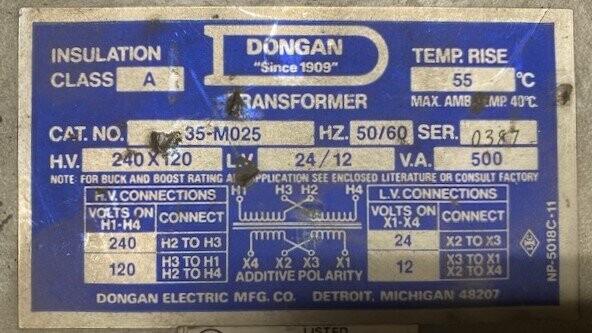 DONGAN
"Since 1909"
INSULATION
CLASS A
TEMP. RISE
55 °C
TRANSFORMER
MAX. AMB. TEMP. 40°C.
CAT. NO. 35-M025 HZ. 50/60 SER. 0387
H.V. 240 X 120 L.V. 24/12 V.A. 500
NOTE: FOR BUCK AND BOOST RATING AND APPLICATION SEE ENCLOSED LITERATURE OR CONSULT FACTORY
H.V. CONNECTIONS
VOLTS ON H1-H4 CONNECT
240 H2 TO H3
120 H3 TO H1
H2 TO H4
H1 H3 H2 H4
X4 X2 X3 X1
ADDITIVE POLARITY
L.V. CONNECTIONS
VOLTS ON X1-X4 CONNECT
24 X2 TO X3
12 X3 TO X1
X2 TO X4
NP-5018C-11
DONGAN ELECTRIC MFG. CO. DETROIT, MICHIGAN 48207
LISTED